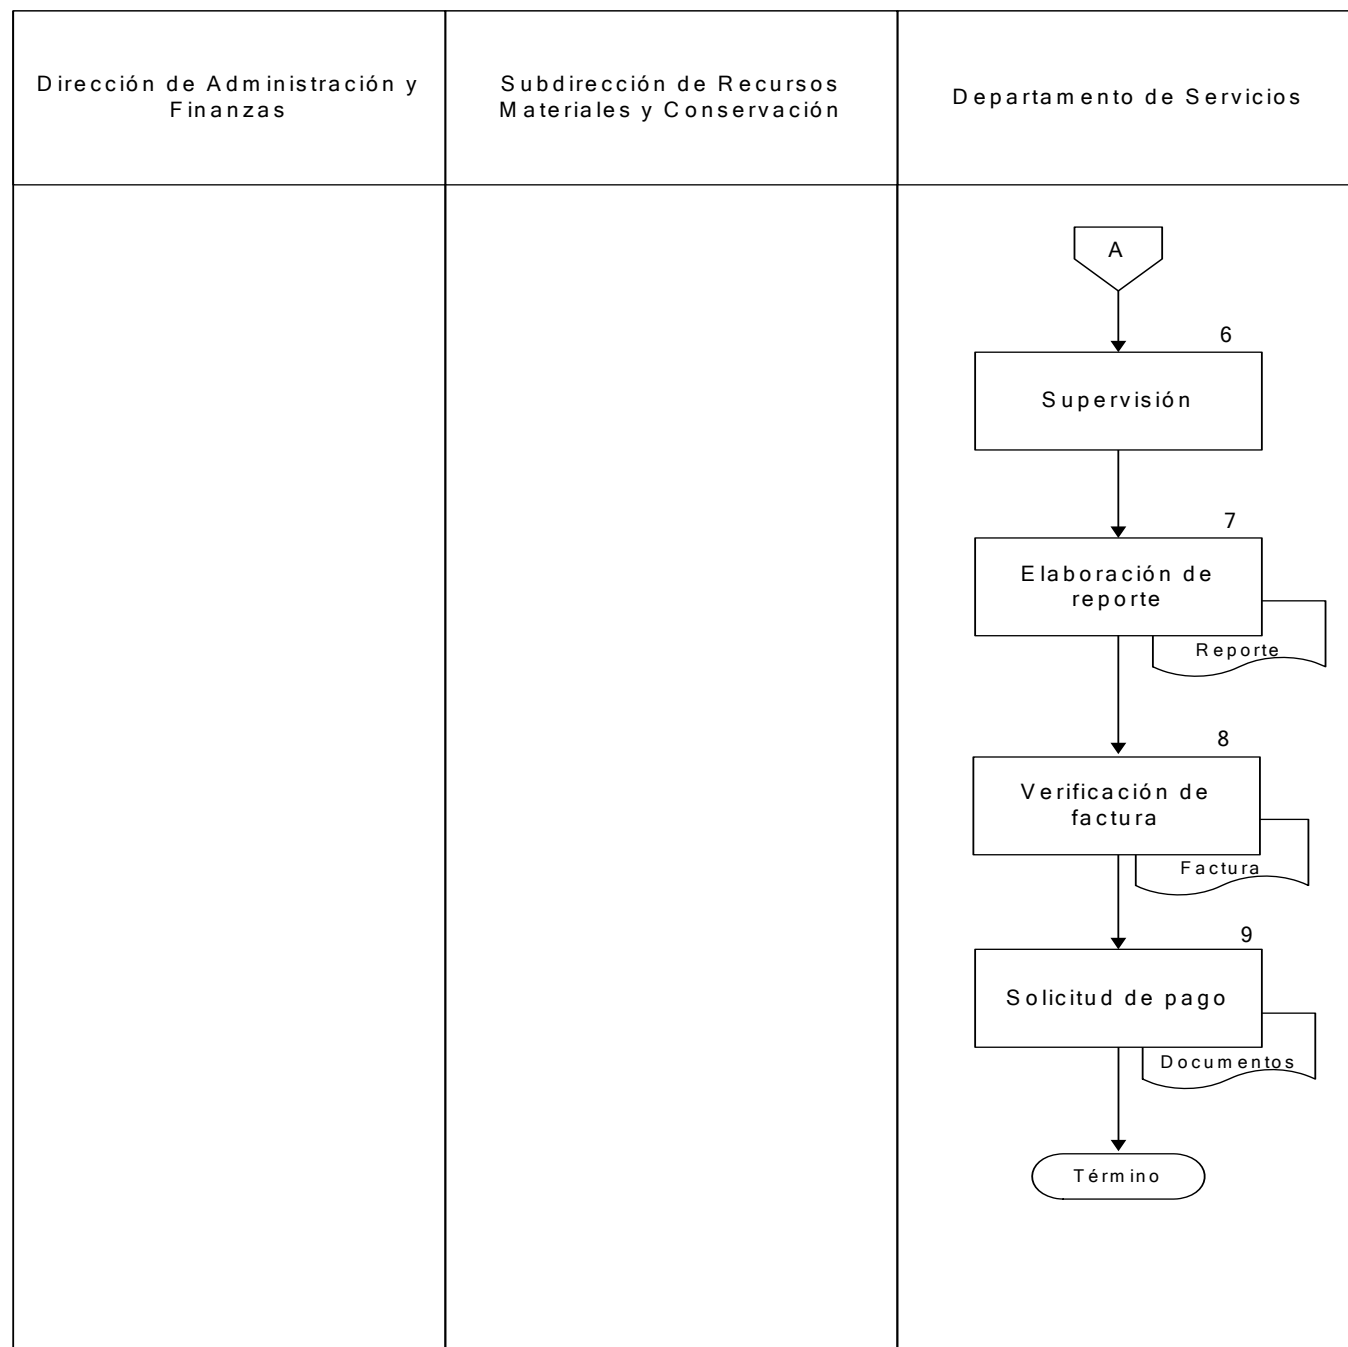 Dirección de Administración y
Finanzas
Subdirección de Recursos
Materiales y Conservación
Departamento de Servicios
A
6
Supervisión
7
Elaboración de
reporte
Reporte
8
Verificación de
factura
Factura
9
Solicitud de pago
Documentos
Término